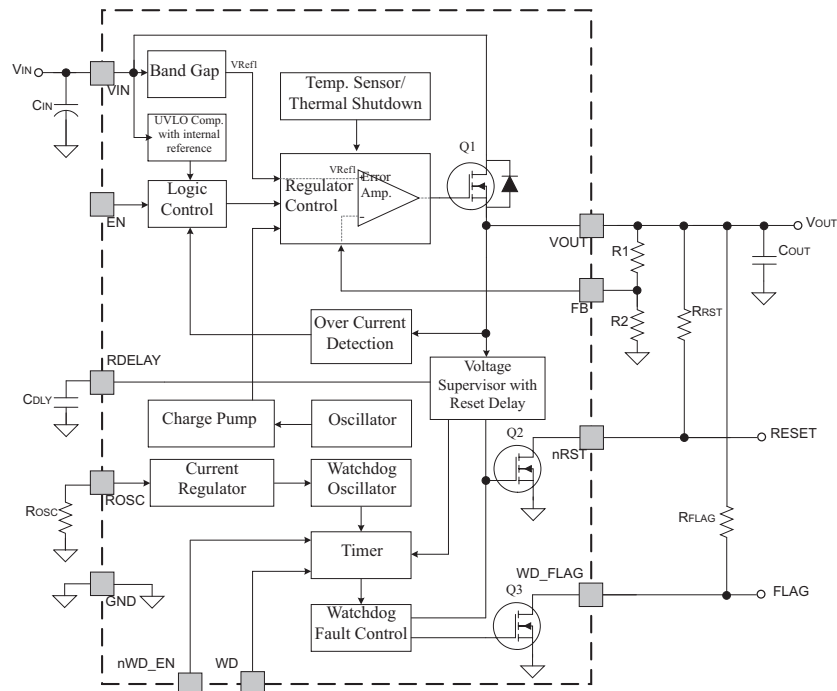 VIN
CIN
VIN
Band Gap
VRef1
Temp. Sensor/
Thermal Shutdown
UVLO Comp.
with internal
reference
Q1
EN
Logic
Control
Regulator
Control
VRef1
+
Error
Amp.
-
VOUT
VOUT
R1
COUT
FB
R2
RRST
Over Current
Detection
RDELAY
CDLY
Voltage
Supervisor with
Reset Delay
Charge Pump
Oscillator
Q2
nRST
RESET
ROSC
ROSC
Current
Regulator
Watchdog
Oscillator
RFLAG
Timer
GND
WD_FLAG
FLAG
Q3
Watchdog
Fault Control
nWD_EN
WD